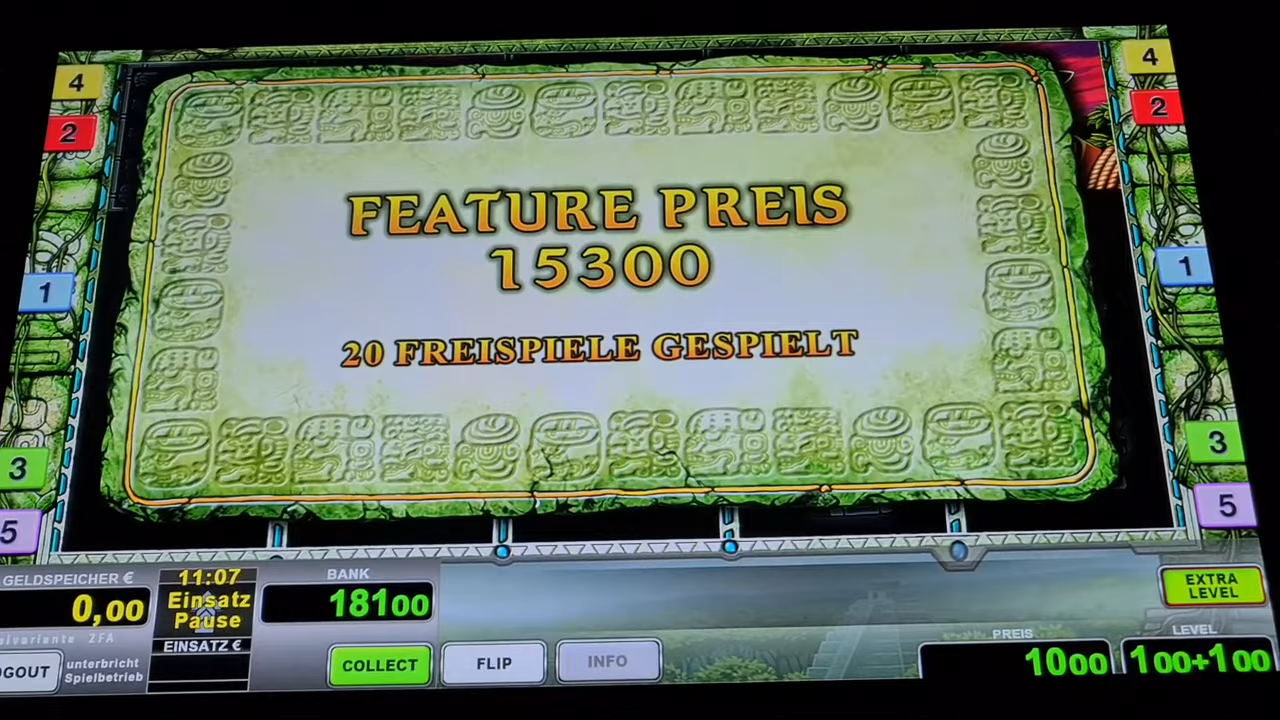 4
4
2
2
FEATURE PREIS
15300
1
1
20 FREISPIELE GESPIELT
3
3
5
5
GELDSPEICHER €
11:07
BANK
0,00
Einsatz
Pause
18100
EXTRA
LEVEL
2FA
EINSATZ €
PREIS
LEVEL
OGOUT
unterbricht
Spielbetrieb
COLLECT
FLIP
INFO
1000
100+100